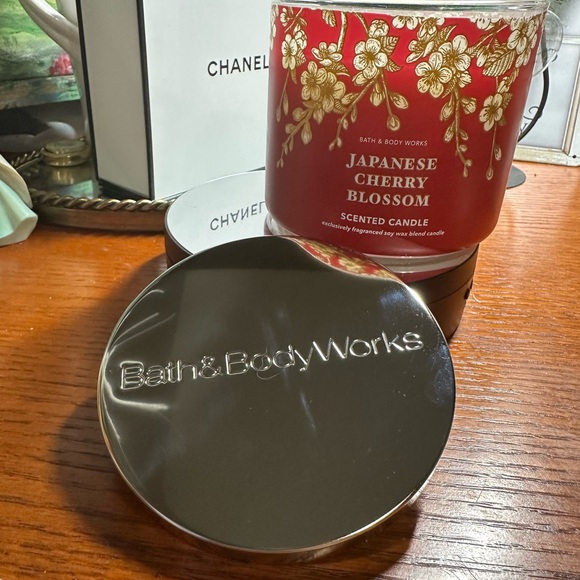 CHANEL
BATH & BODY WORKS
JAPANESE
CHERRY
BLOSSOM
SCENTED CANDLE
exclusively fragranced soy wax blend candle
CHANEL
Bath&BodyWorks